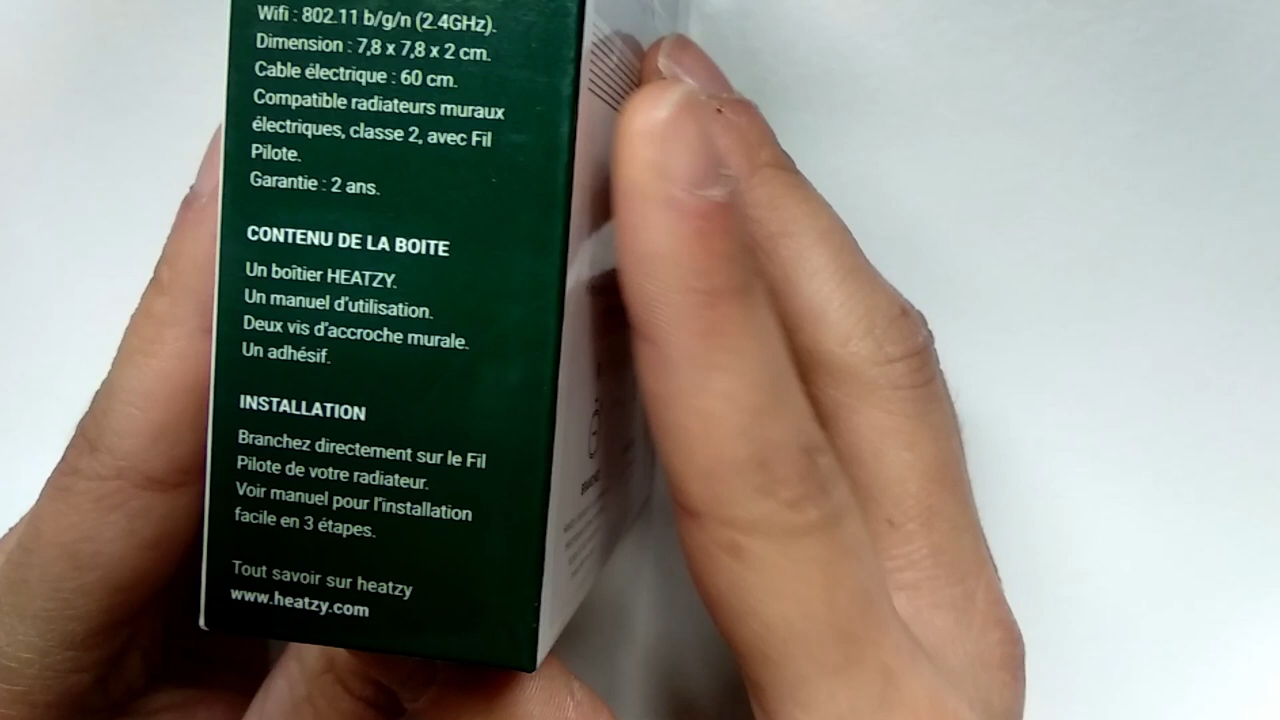 Wifi : 802.11 b/g/n (2.4GHz).
Dimension : 7,8 x 7,8 x 2 cm.
Cable électrique : 60 cm.
Compatible radiateurs muraux
électriques, classe 2, avec Fil
Pilote.
Garantie : 2 ans.
CONTENU DE LA BOITE
Un boîtier HEATZY.
Un manuel d'utilisation.
Deux vis d'accroche murale.
Un adhésif.
INSTALLATION
Branchez directement sur le Fil
Pilote de votre radiateur.
Voir manuel pour l'installation
facile en 3 étapes.
Tout savoir sur heatzy
www.heatzy.com